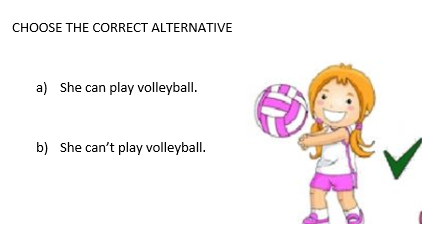 CHOOSE THE CORRECT ALTERNATIVE
a) She can play volleyball.
b) She can’t play volleyball.